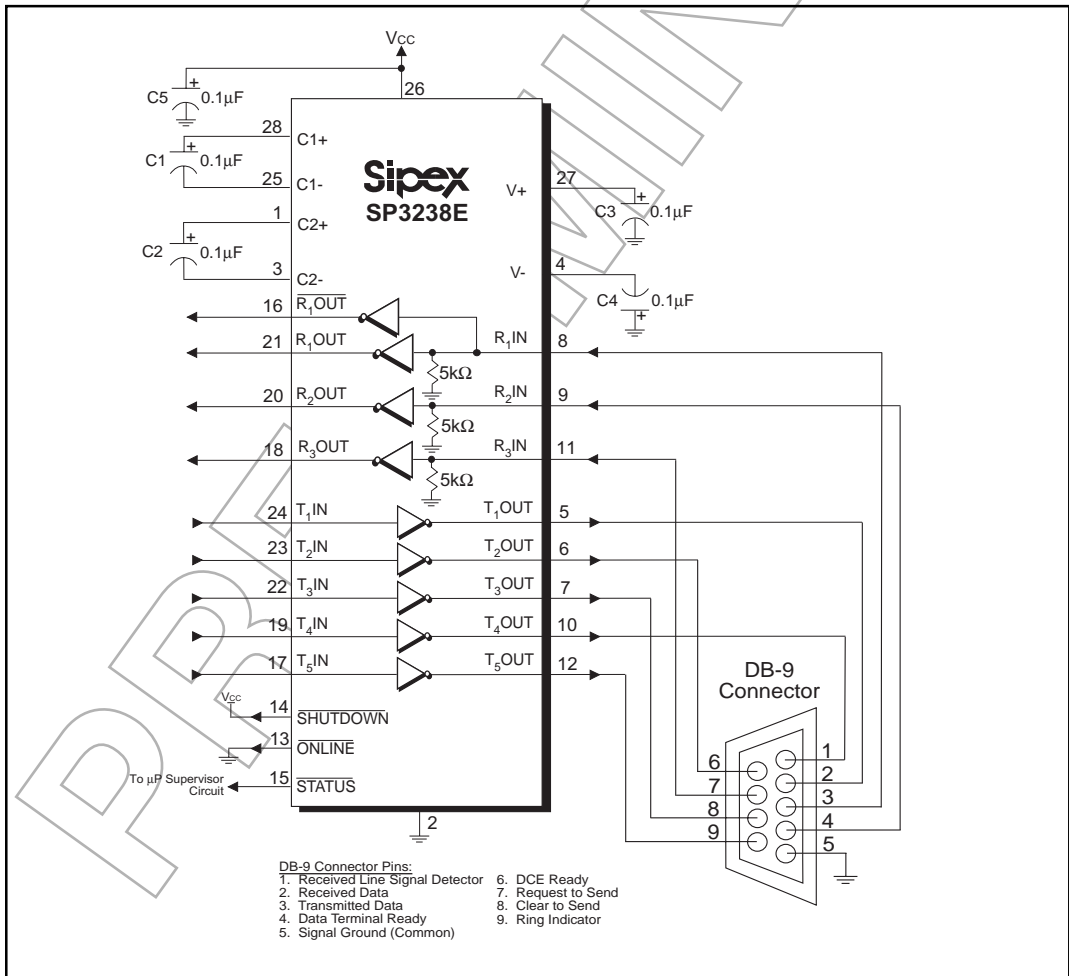 VCC
26
C5
+
0.1µF
28
C1+
+
C1
0.1µF
25
C1-
Sipex
SP3238E
V+
27
+
C3
0.1µF
1
C2+
+
C2
0.1µF
3
C2-
V-
4
C4
0.1µF
+
16
R1OUT
21
R1OUT
R1IN
8
5kΩ
20
R2OUT
R2IN
9
5kΩ
18
R3OUT
R3IN
11
5kΩ
24
T1IN
T1OUT
5
23
T2IN
T2OUT
6
22
T3IN
T3OUT
7
19
T4IN
T4OUT
10
17
T5IN
T5OUT
12
VCC
14
SHUTDOWN
13
ONLINE
To µP Supervisor
Circuit
15
STATUS
2
DB-9
Connector
6
7
8
9
1
2
3
4
5
DB-9 Connector Pins:
1. Received Line Signal Detector
2. Received Data
3. Transmitted Data
4. Data Terminal Ready
5. Signal Ground (Common)
6. DCE Ready
7. Request to Send
8. Clear to Send
9. Ring Indicator